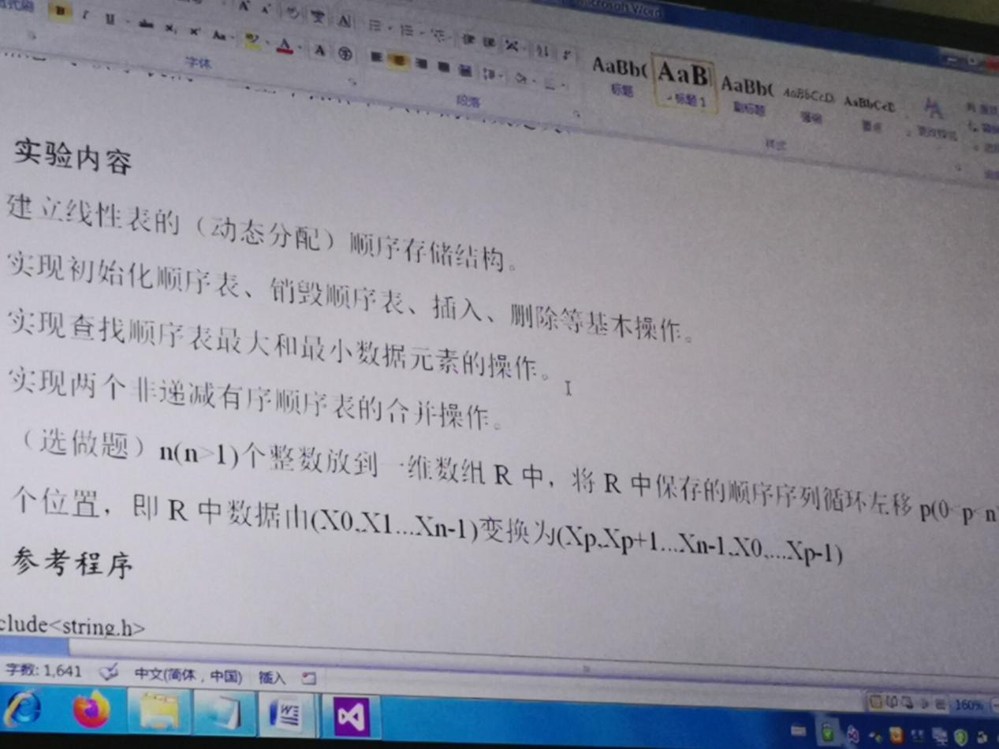 Microsoft Word
字体
段落
样式
AaBb( AaB AaBb( AaBbCcD AaBbCcE
标题 标题 1 副标题 强调 要点
实验内容
建立线性表的（动态分配）顺序存储结构。
实现初始化顺序表、销毁顺序表、插入、删除等基本操作。
实现查找顺序表最大和最小数据元素的操作。
实现两个非递减有序顺序表的合并操作。
（选做题）n(n>1)个整数放到一维数组 R 中，将 R 中保存的顺序序列循环左移 p(0<p<n)
个位置，即 R 中数据由(X0,X1...Xn-1)变换为(Xp,Xp+1...Xn-1,X0,...Xp-1)
参考程序
clude<string.h>
字数: 1,641 中文(简体，中国) 插入
160%